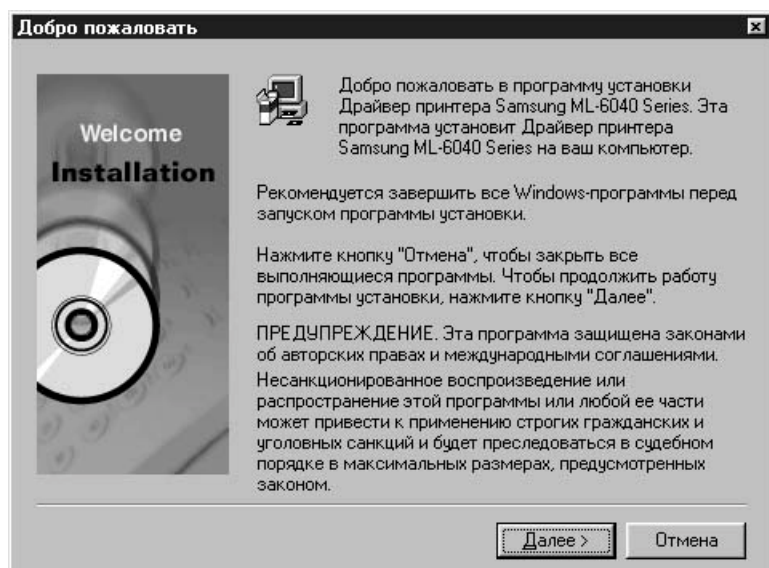 Добро пожаловать
Welcome
Installation
Добро пожаловать в программу установки
Драйвер принтера Samsung ML-6040 Series. Эта
программа установит Драйвер принтера
Samsung ML-6040 Series на ваш компьютер.
Рекомендуется завершить все Windows-программы перед
запуском программы установки.
Нажмите кнопку "Отмена", чтобы закрыть все
выполняющиеся программы. Чтобы продолжить работу
программы установки, нажмите кнопку "Далее".
ПРЕДУПРЕЖДЕНИЕ. Эта программа защищена законами
об авторских правах и международными соглашениями.
Несанкционированное воспроизведение или
распространение этой программы или любой ее части
может привести к применению строгих гражданских и
уголовных санкций и будет преследоваться в судебном
порядке в максимальных размерах, предусмотренных
законом.
Далее >
Отмена